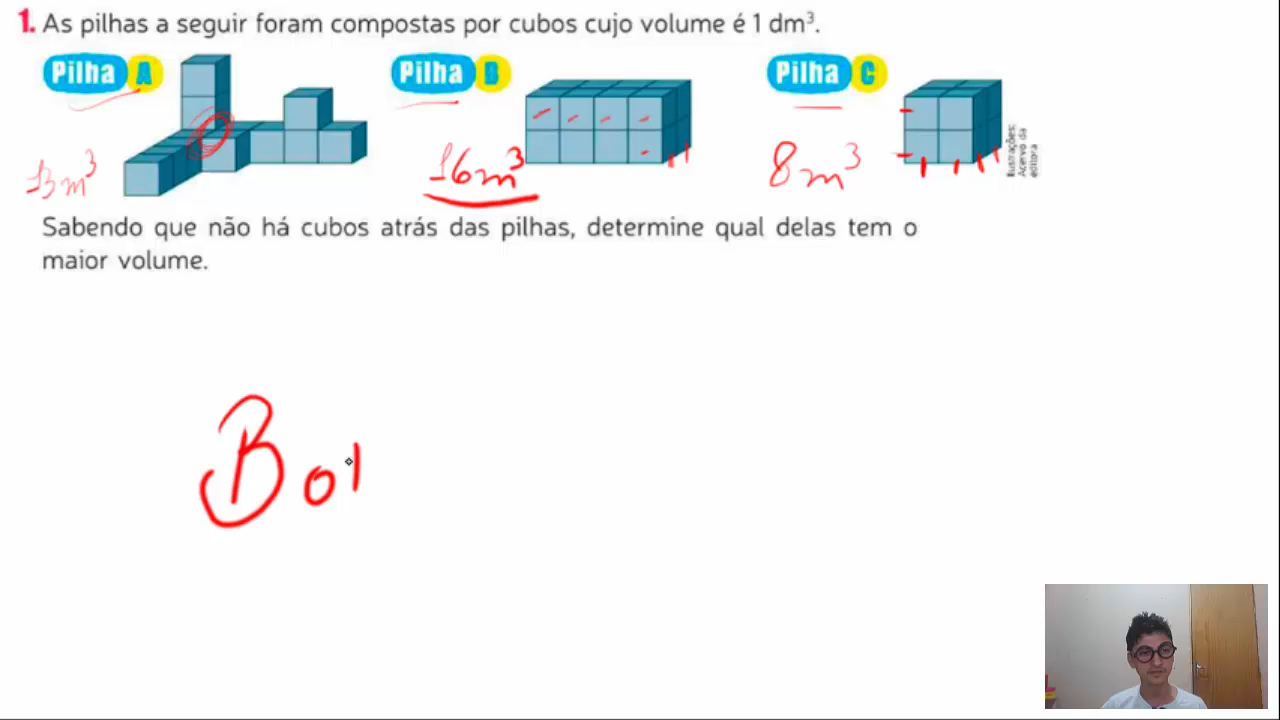 1. As pilhas a seguir foram compostas por cubos cujo volume é 1 dm³.
Pilha A
Pilha B
Pilha C
13m³
16m³
8m³
Ilustrações:
Acervo da
editora
Sabendo que não há cubos atrás das pilhas, determine qual delas tem o
maior volume.